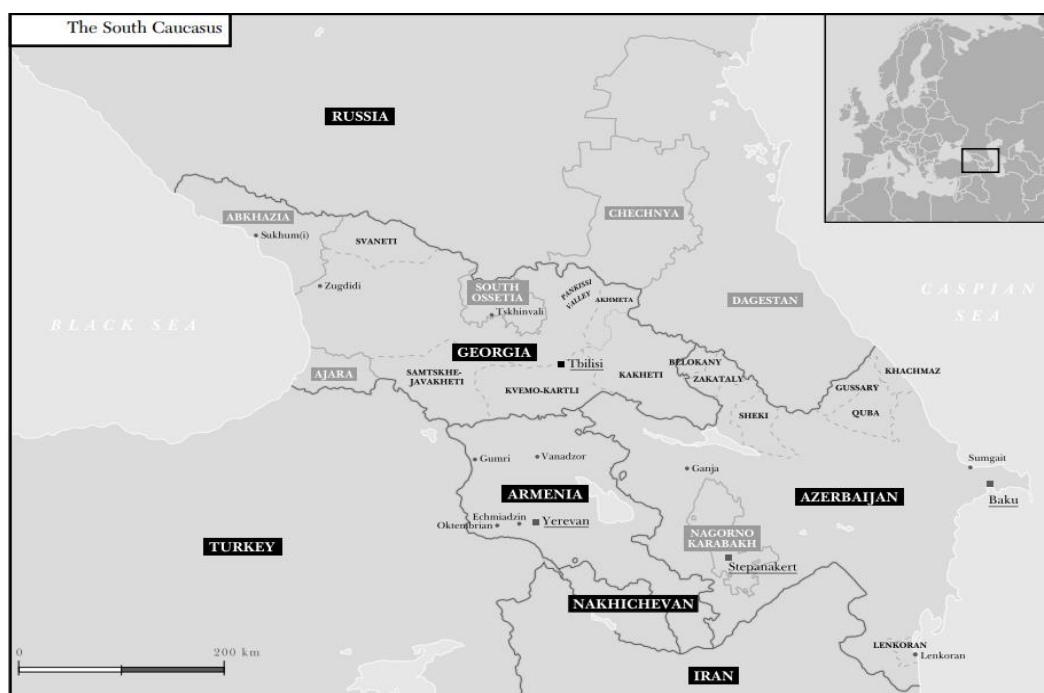 The South Caucasus
RUSSIA
ABKHAZIA
Sukhum(i)
SVANETI
CHECHNYA
Zugdidi
SOUTH
OSSETIA
Tskhinvali
PANKISSI
VALLEY
AKHMETA
DAGESTAN
CASPIAN
SEA
BLACK SEA
GEORGIA
Tbilisi
AJARA
SAMTSKHE-
JAVAKHETI
KVEMO-KARTLI
KAKHETI
BELOKANY
ZAKATALY
SHEKI
GUSSARY
KHACHMAZ
QUBA
Gumri
Vanadzor
Ganja
Sumgait
ARMENIA
AZERBAIJAN
Baku
Echmiadzin
Oktembrian
Yerevan
NAGORNO
KARABAKH
Stepanakert
TURKEY
NAKHICHEVAN
LENKORAN
Lenkoran
IRAN
200 km
0